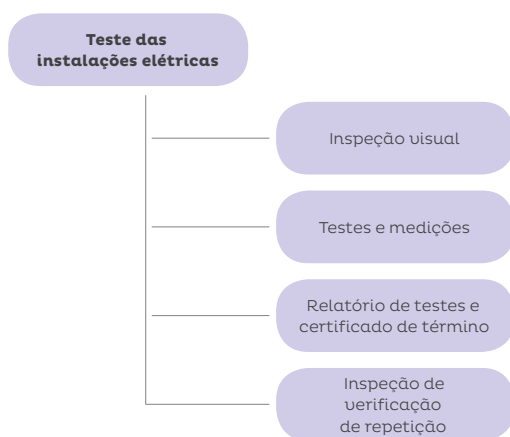 Teste das
instalações elétricas
Inspeção visual
Testes e medições
Relatório de testes e
certificado de término
Inspeção de
verificação
de repetição